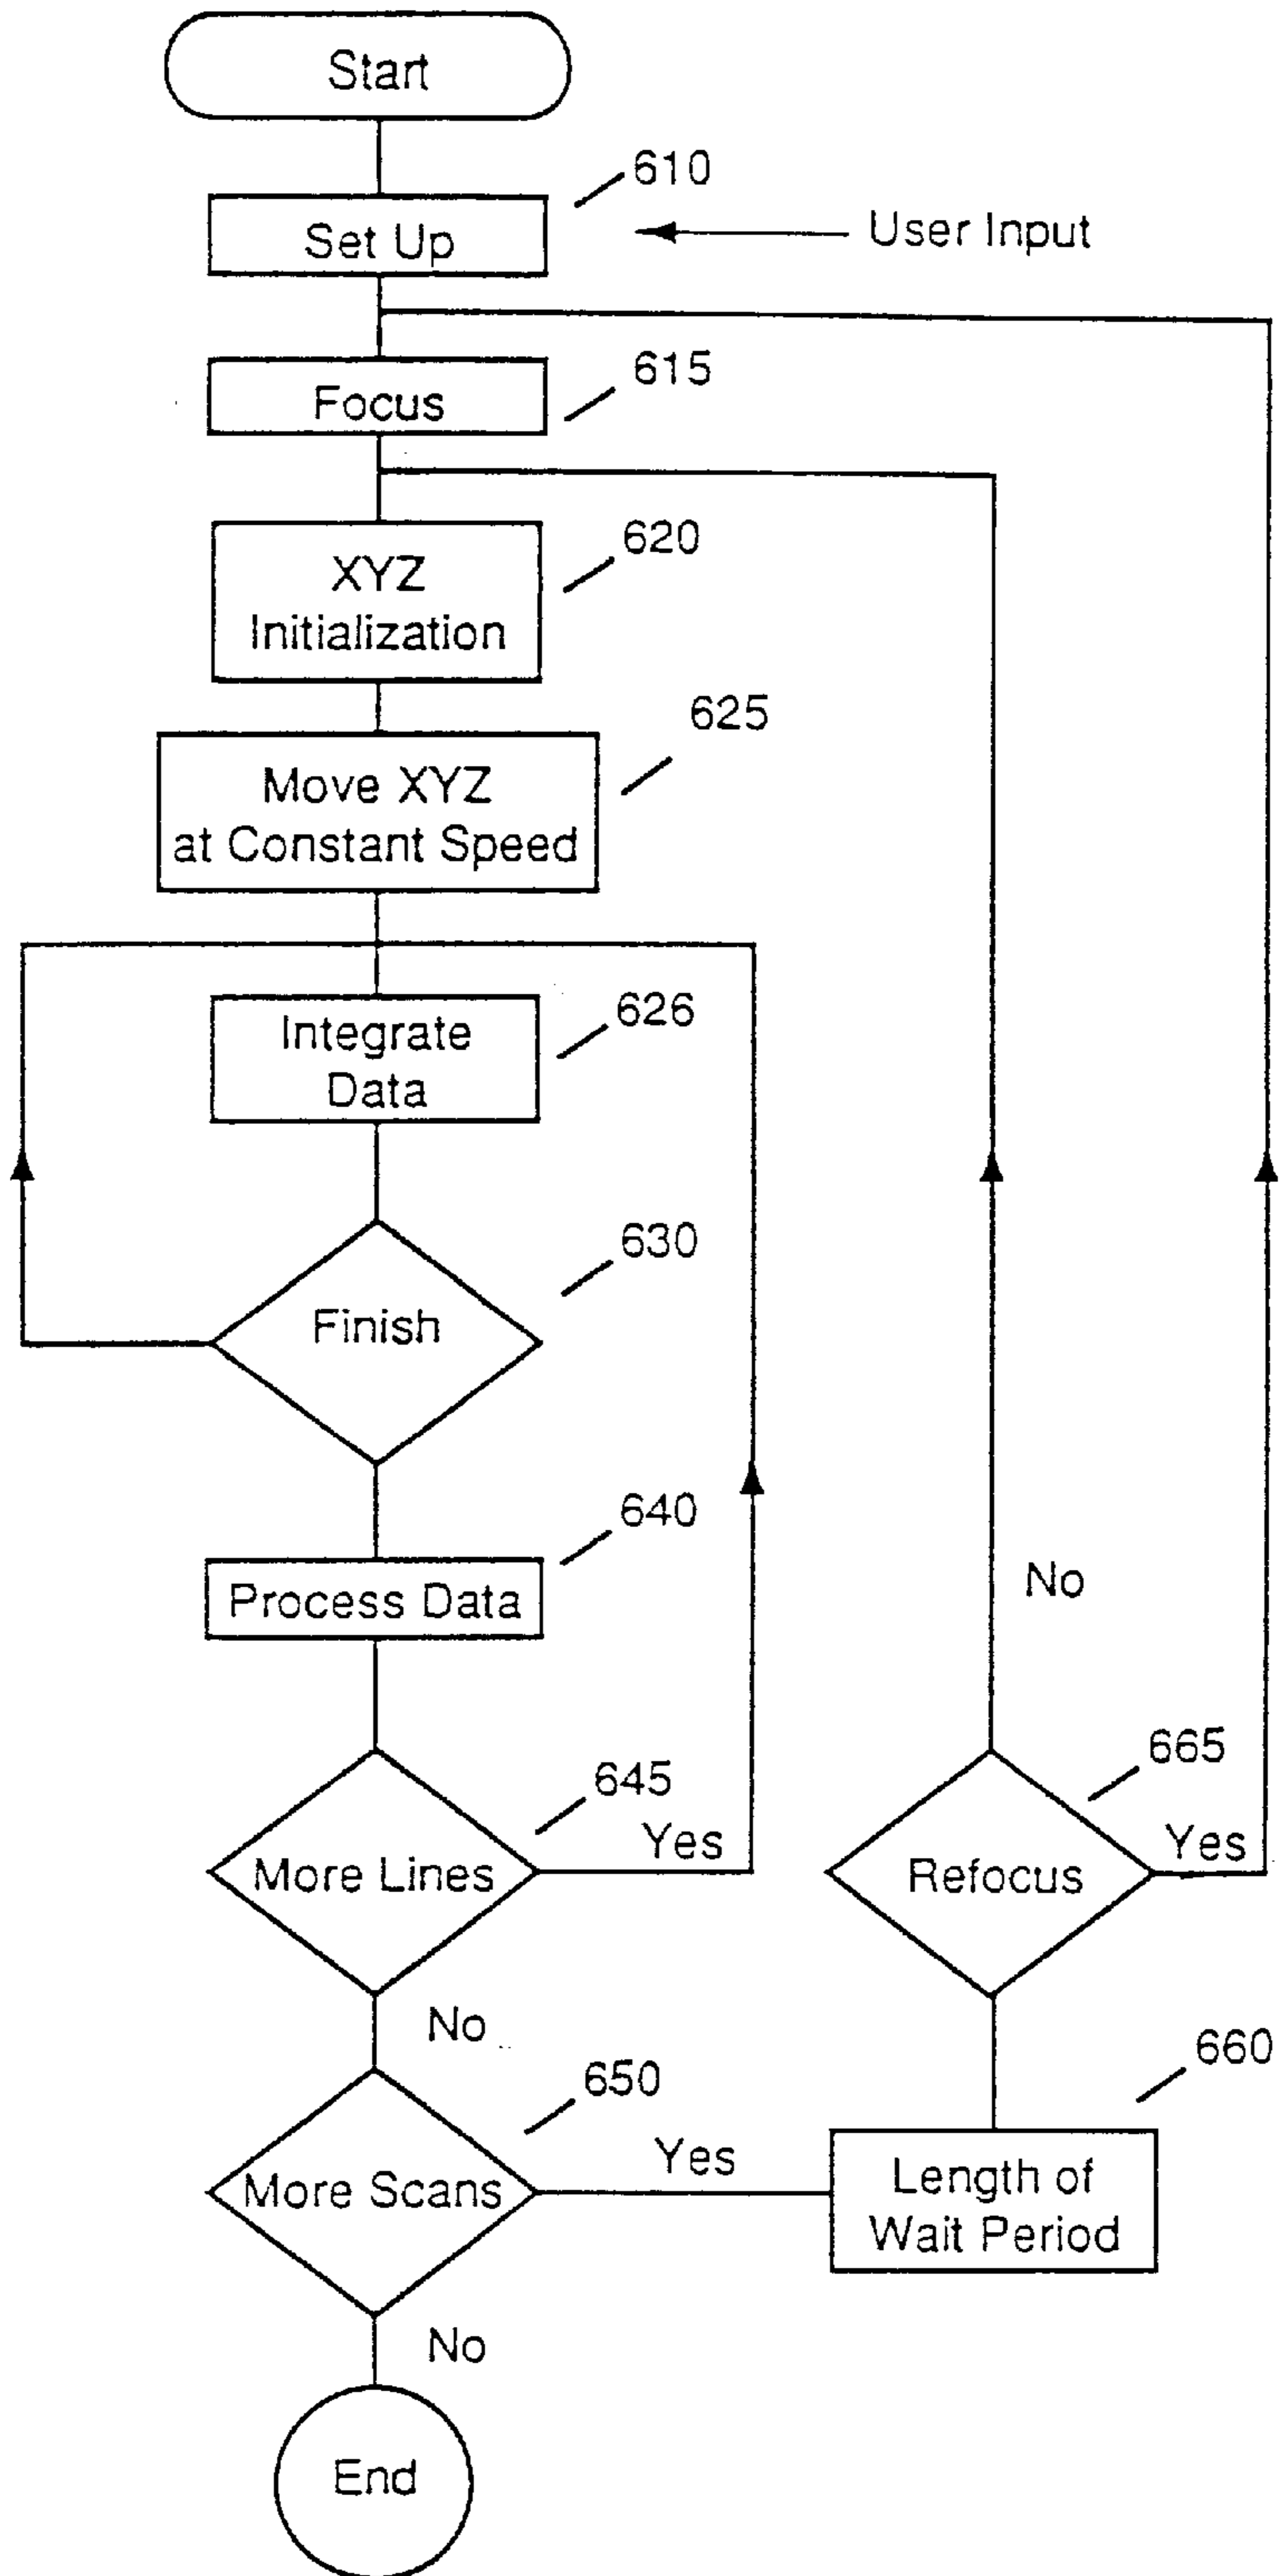 Start
610
Set Up
User Input
615
Focus
620
XYZ
Initialization
625
Move XYZ
at Constant Speed
626
Integrate
Data
630
Finish
640
Process Data
No
645
More Lines
Yes
665
Refocus
Yes
No
650
More Scans
Yes
660
Length of
Wait Period
No
End